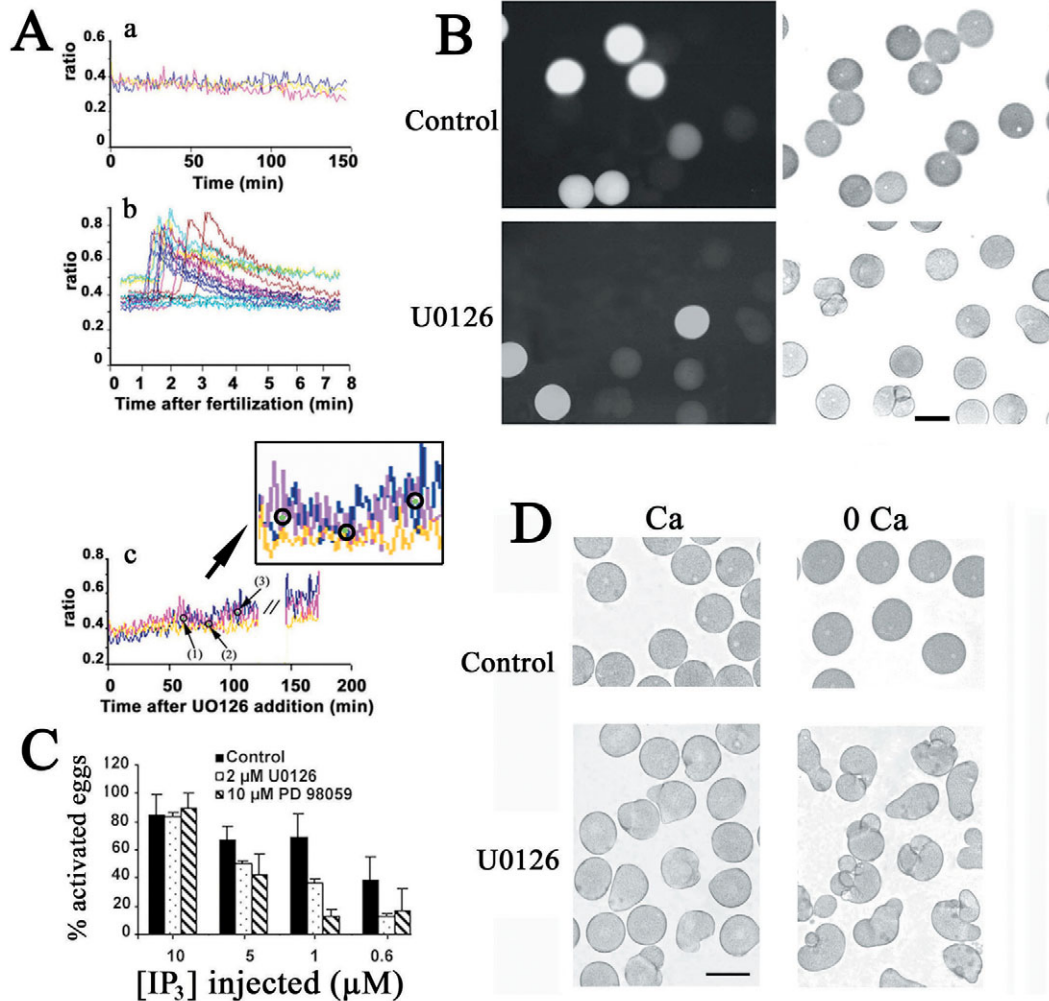 A
a
ratio
0.6
0.4
0.2
0
0 50 100 150
Time (min)
b
ratio
0.8
0.6
0.4
0.2
0
0 1 2 3 4 5 6 7 8
Time after fertilization (min)
c
ratio
0.8
0.6
0.4
0.2
(1)
(2)
(3)
//
0 50 100 150 200
Time after UO126 addition (min)
B
Control
U0126
C
% activated eggs
120
100
80
60
40
20
0
Control
2 µM U0126
10 µM PD 98059
10 5 1 0.6
[IP3] injected (µM)
D
Ca 0 Ca
Control
U0126